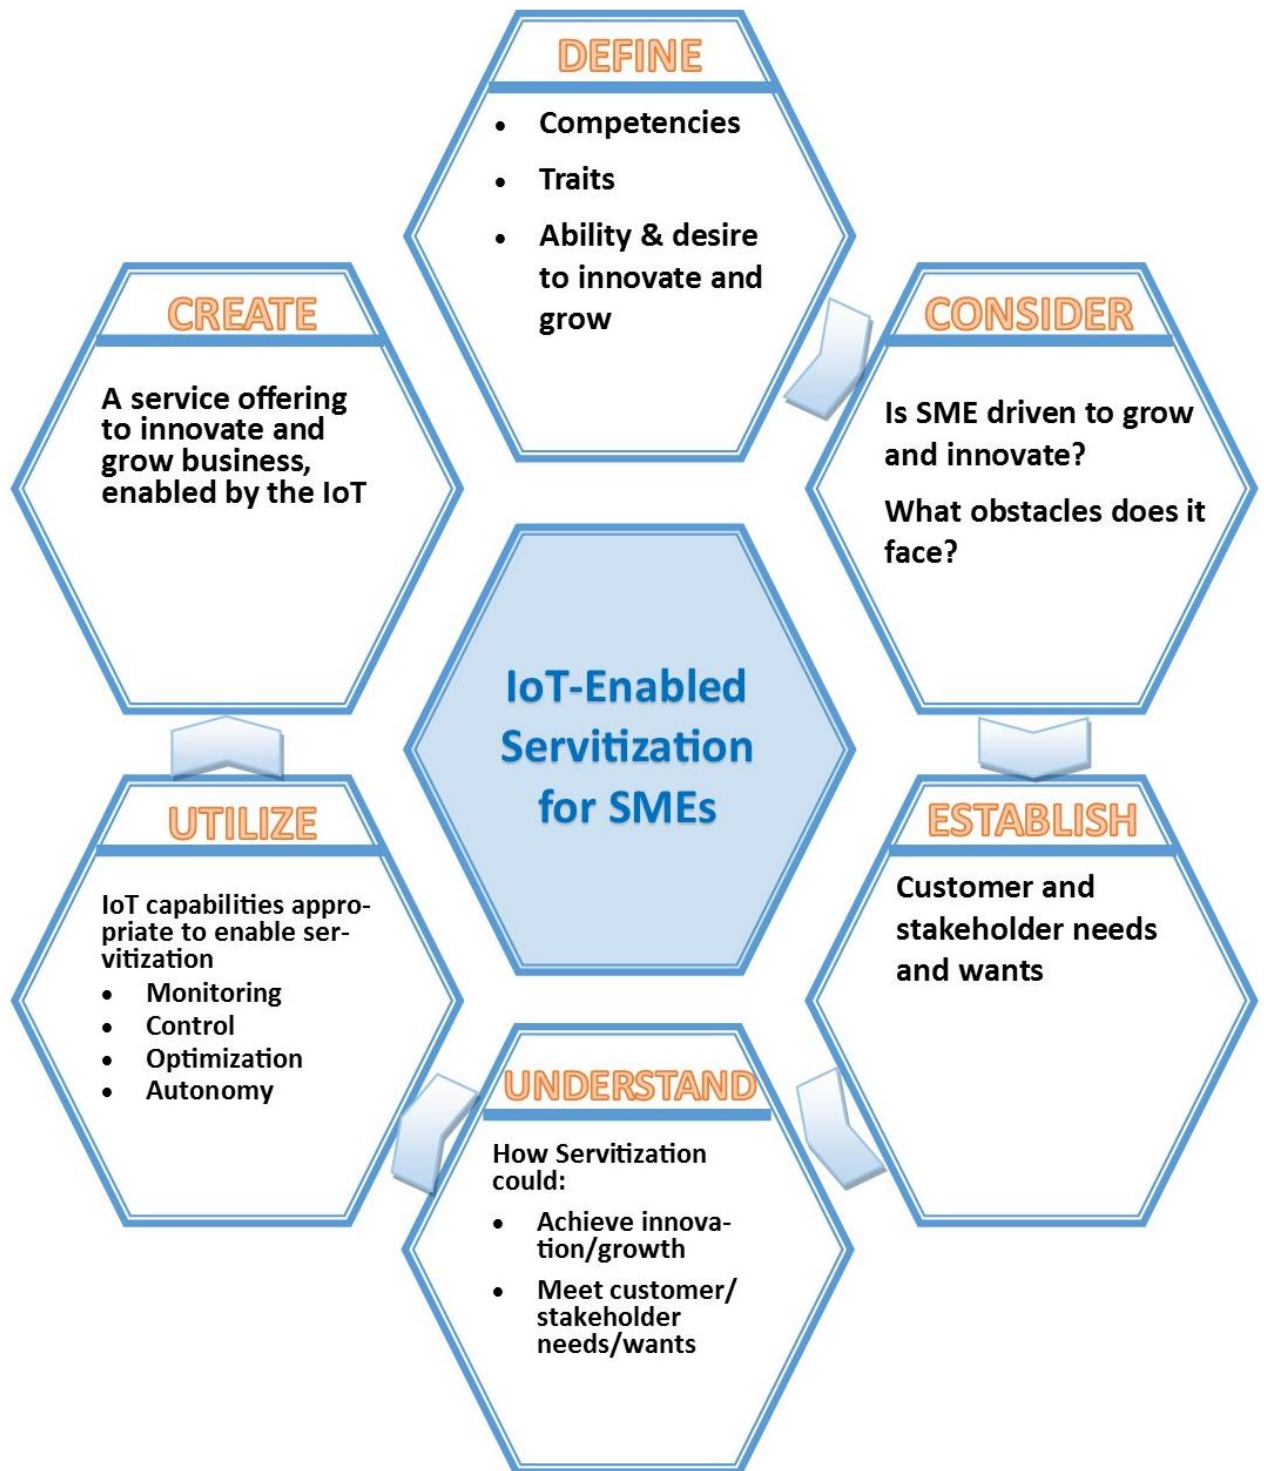 DEFINE
• Competencies
• Traits
• Ability & desire
to innovate and
grow
CONSIDER
Is SME driven to grow
and innovate?
What obstacles does it
face?
ESTABLISH
Customer and
stakeholder needs
and wants
UNDERSTAND
How Servitization
could:
• Achieve innova-
tion/growth
• Meet customer/
stakeholder
needs/wants
UTILIZE
IoT capabilities appro-
priate to enable ser-
vitization
• Monitoring
• Control
• Optimization
• Autonomy
CREATE
A service offering
to innovate and
grow business,
enabled by the IoT
IoT-Enabled
Servitization
for SMEs